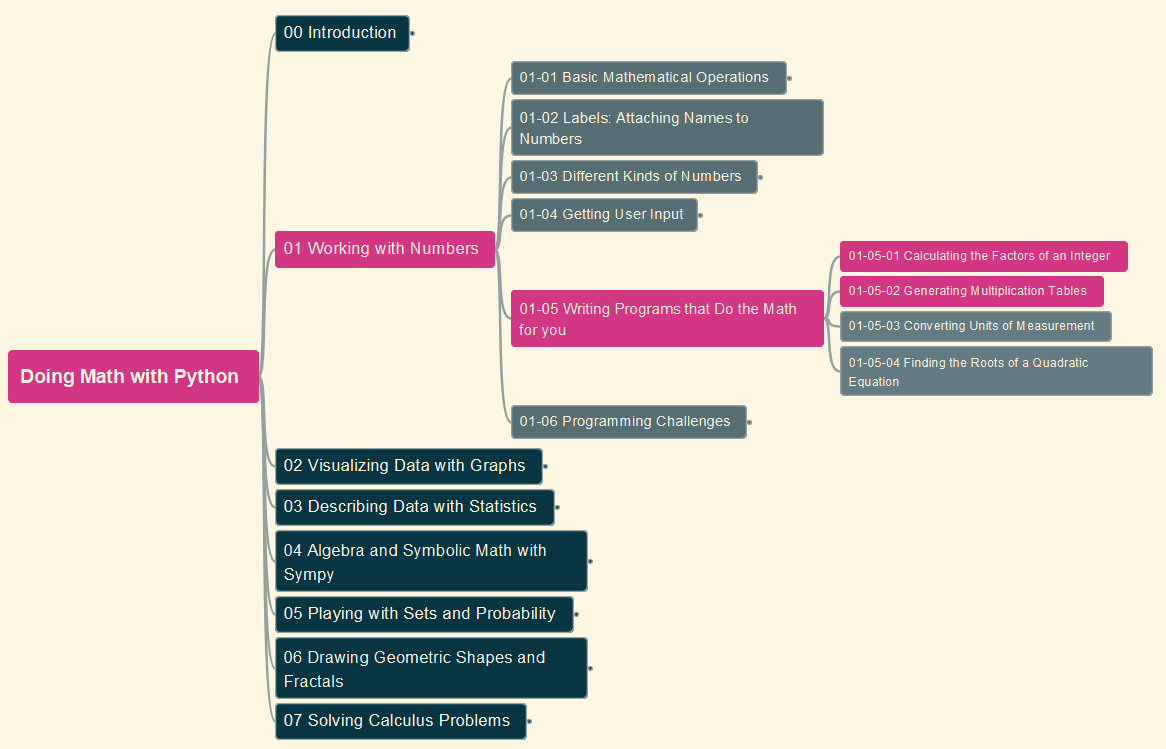 Doing Math with Python
00 Introduction
01 Working with Numbers
01-01 Basic Mathematical Operations
01-02 Labels: Attaching Names to
Numbers
01-03 Different Kinds of Numbers
01-04 Getting User Input
01-05 Writing Programs that Do the Math
for you
01-05-01 Calculating the Factors of an Integer
01-05-02 Generating Multiplication Tables
01-05-03 Converting Units of Measurement
01-05-04 Finding the Roots of a Quadratic
Equation
01-06 Programming Challenges
02 Visualizing Data with Graphs
03 Describing Data with Statistics
04 Algebra and Symbolic Math with
Sympy
05 Playing with Sets and Probability
06 Drawing Geometric Shapes and
Fractals
07 Solving Calculus Problems